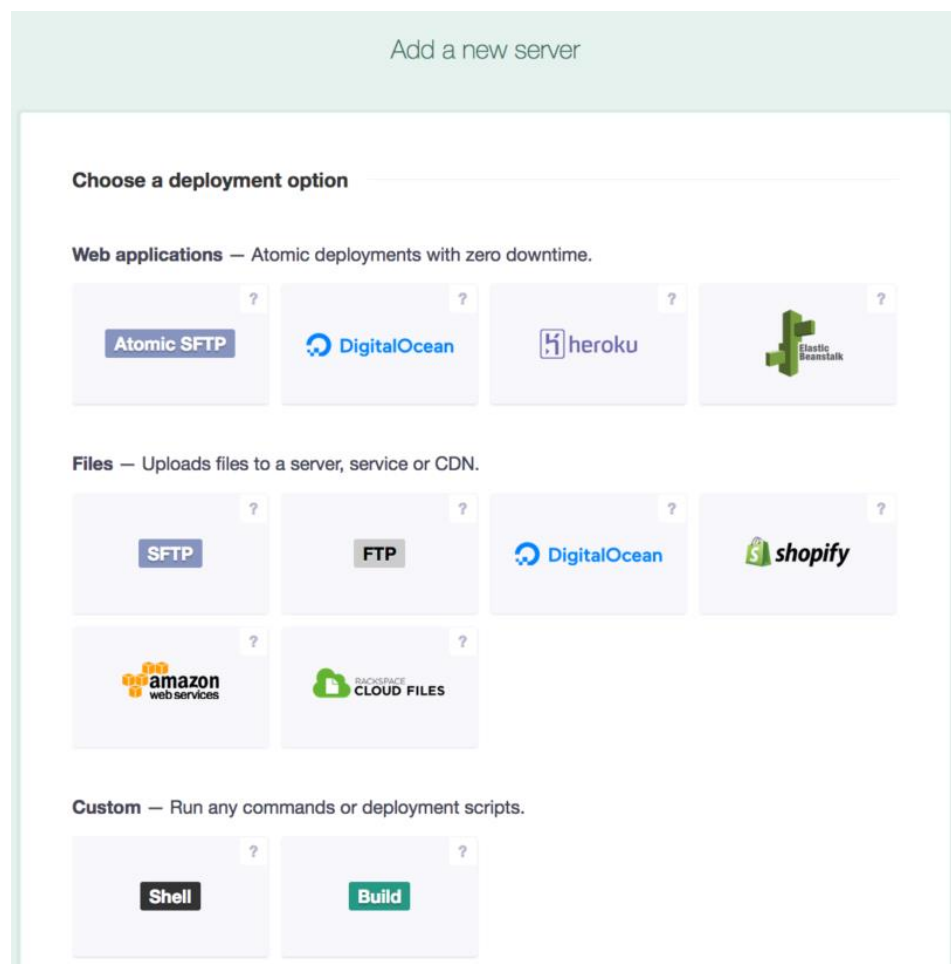 Add a new server
Choose a deployment option
Web applications — Atomic deployments with zero downtime.
?
Atomic SFTP
?
DigitalOcean
?
heroku
?
Elastic
Beanstalk
Files — Uploads files to a server, service or CDN.
?
SFTP
?
FTP
?
DigitalOcean
?
shopify
?
amazon
web services
?
RACKSPACE
CLOUD FILES
Custom — Run any commands or deployment scripts.
?
Shell
?
Build